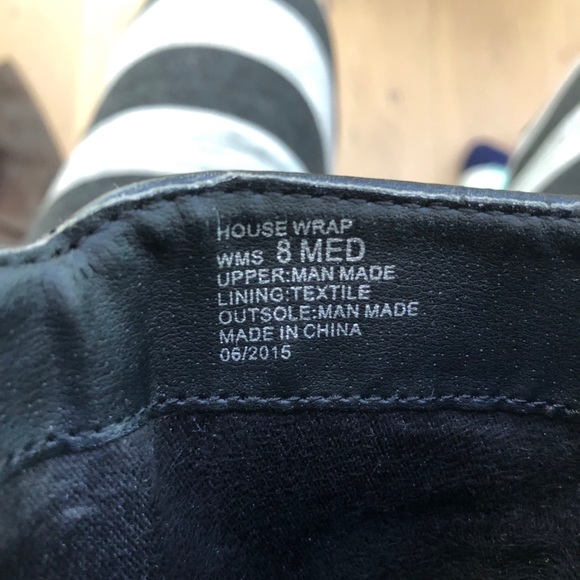 HOUSE WRAP
WMS 8 MED
UPPER:MAN MADE
LINING:TEXTILE
OUTSOLE:MAN MADE
MADE IN CHINA
06/2015